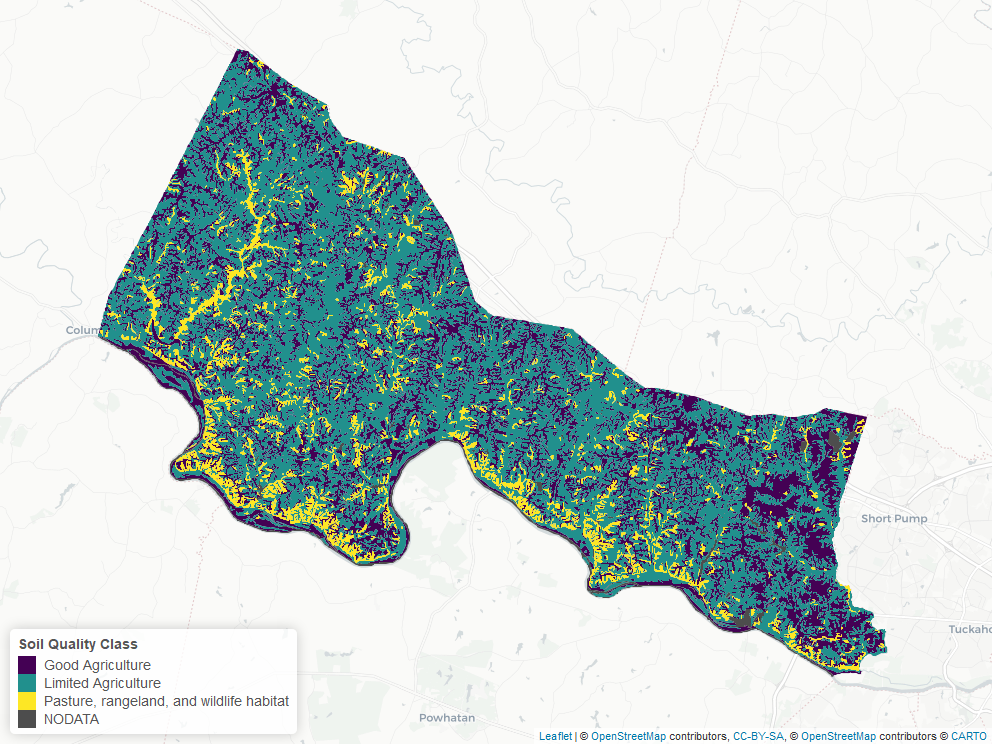 Colum
Short Pump
Tuckaho
Soil Quality Class
Good Agriculture
Limited Agriculture
Pasture, rangeland, and wildlife habitat
NODATA
Powhatan
Leaflet | © OpenStreetMap contributors, CC-BY-SA, © OpenStreetMap contributors © CARTO